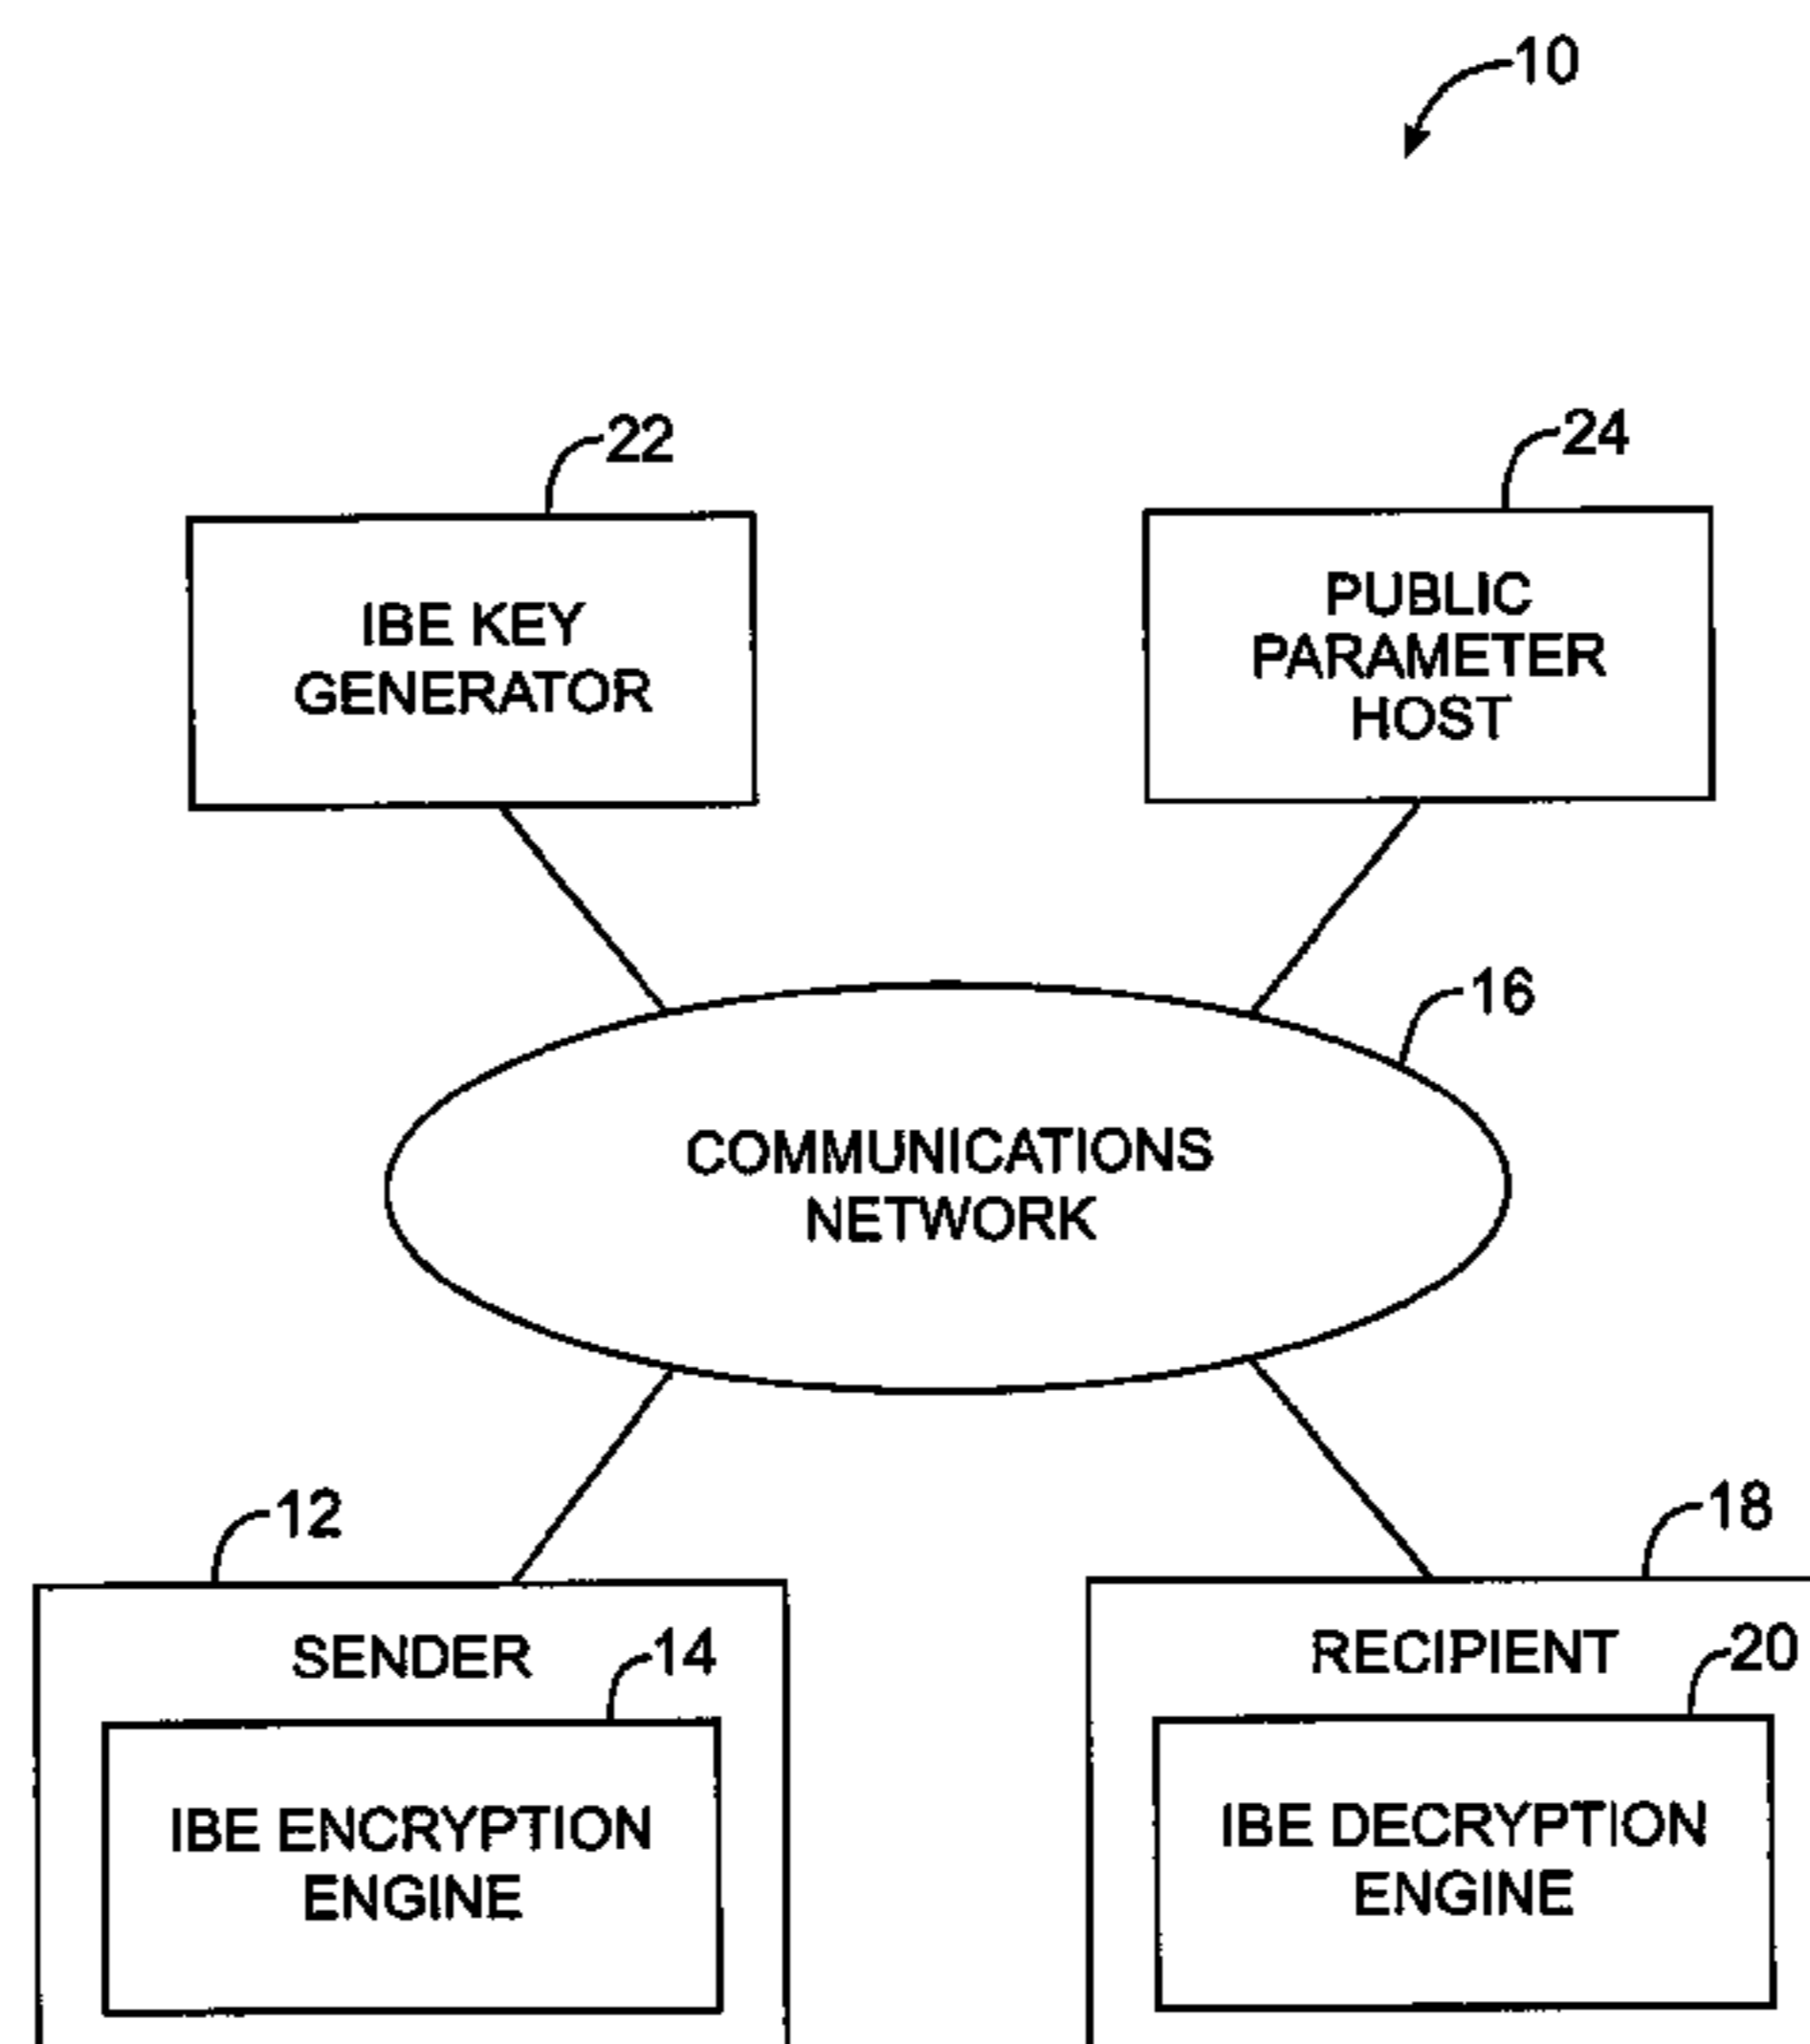 10
22
24
IBE KEY
GENERATOR
PUBLIC
PARAMETER
HOST
16
COMMUNICATIONS
NETWORK
12
18
SENDER
14
RECIPIENT
20
IBE ENCRYPTION
ENGINE
IBE DECRYPTION
ENGINE